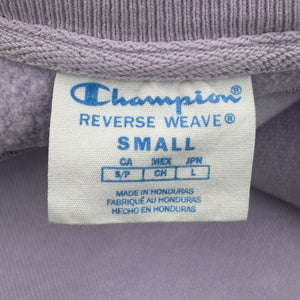 Champion®
REVERSE WEAVE®
SMALL
CA MEX JPN
S/P CH L
MADE IN HONDURAS
FABRIQUÉ AU HONDURAS
HECHO EN HONDURAS